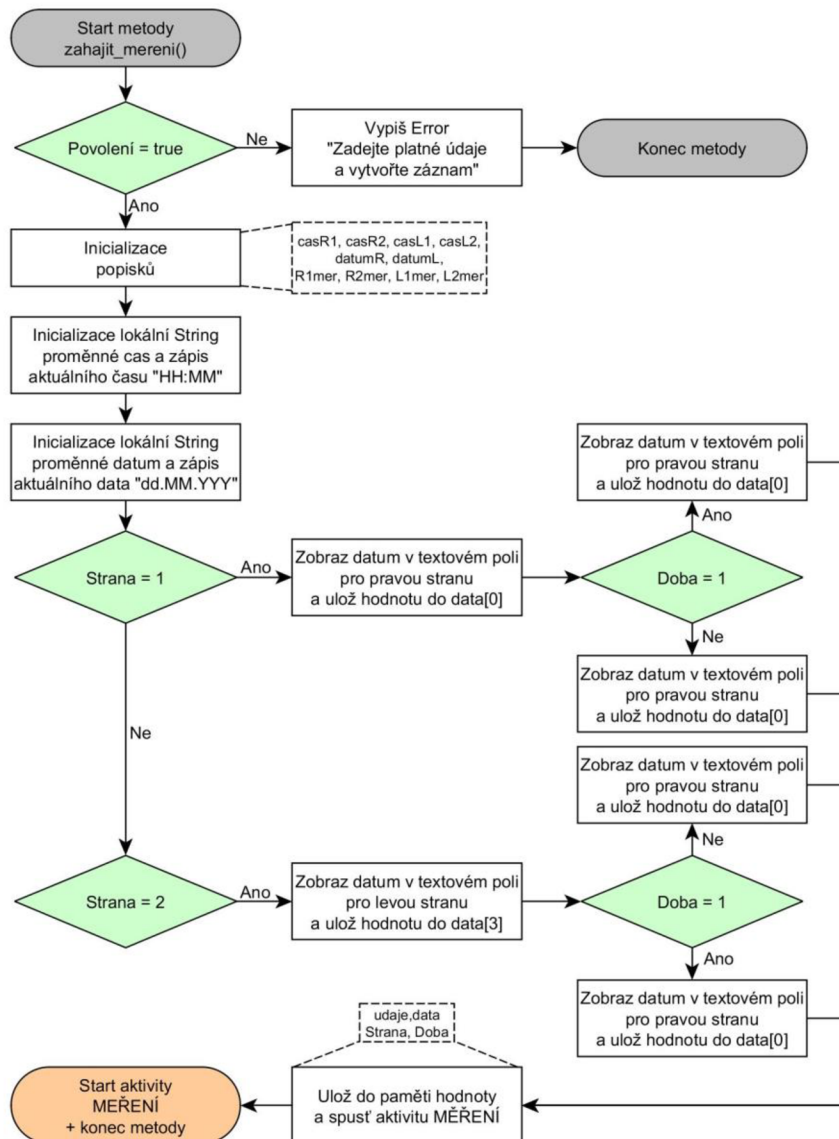 Start metody
zahajit_mereni()
Povolení = true
Ne
Vypiš Error
"Zadejte platné údaje
a vytvořte záznam"
Konec metody
Ano
Inicializace
popisků
casR1, casR2, casL1, casL2,
datumR, datumL,
R1mer, R2mer, L1mer, L2mer
Inicializace lokální String
proměnné cas a zápis
aktuálního času "HH:MM"
Inicializace lokální String
proměnné datum a zápis
aktuálního data "dd.MM.YYY"
Zobraz datum v textovém poli
pro pravou stranu
a ulož hodnotu do data[0]
Ano
Strana = 1
Ano
Zobraz datum v textovém poli
pro pravou stranu
a ulož hodnotu do data[0]
Doba = 1
Ne
Zobraz datum v textovém poli
pro pravou stranu
a ulož hodnotu do data[0]
Ne
Zobraz datum v textovém poli
pro pravou stranu
a ulož hodnotu do data[0]
Ne
Strana = 2
Ano
Zobraz datum v textovém poli
pro levou stranu
a ulož hodnotu do data[3]
Doba = 1
Ano
Zobraz datum v textovém poli
pro pravou stranu
a ulož hodnotu do data[0]
udaje,data
Strana, Doba
Start aktivity
MEŘENÍ
+ konec metody
Ulož do paměti hodnoty
a spusť aktivitu MĚŘENÍ